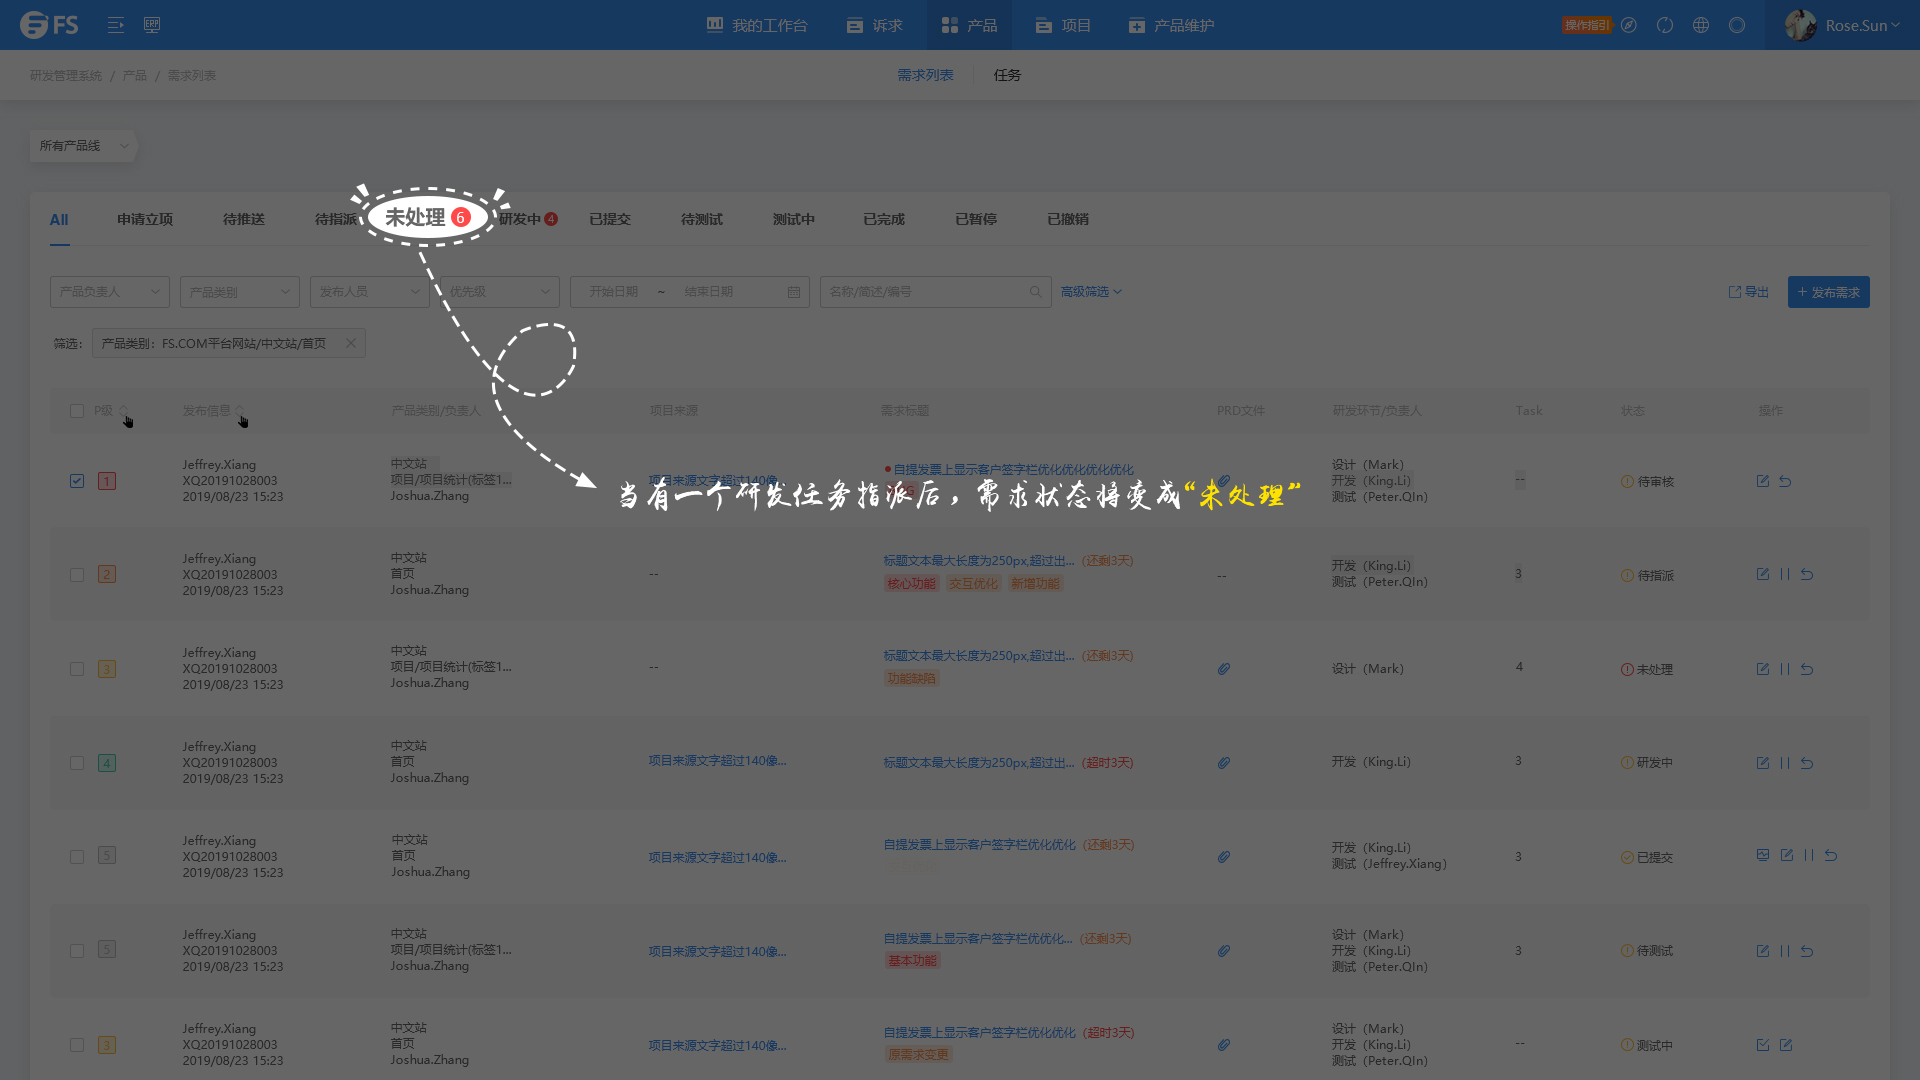 FS
ERP
我的工作台
诉求
产品
项目
产品维护
操作指引
Rose.Sun
研发管理系统 / 产品 / 需求列表
需求列表
任务
所有产品线
All
申请立项
待推送
待指派
未处理 6
研发中 4
已提交
待测试
测试中
已完成
已暂停
已撤销
产品负责人
产品类别
发布人员
优先级
开始日期 ~ 结束日期
名称/简述/编号
高级筛选
导出
+ 发布需求
筛选:
产品类别: FS.COM平台网站/中文站/首页
P级
发布信息
产品类别/负责人
项目来源
需求标题
PRD文件
研发环节/负责人
Task
状态
操作
当有一个研发任务指派后，需求状态将变成“未处理”
1
Jeffrey.Xiang
XQ20191028003
2019/08/23 15:23
中文站
项目/项目统计(标签1...
Joshua.Zhang
项目来源文字超过140像...
自提发票上显示客户签字栏优化优化优化优化
设计（Mark）
开发（King.Li）
测试（Peter.QIn）
--
待审核
2
Jeffrey.Xiang
XQ20191028003
2019/08/23 15:23
中文站
首页
Joshua.Zhang
--
标题文本最大长度为250px,超过出...（还剩3天）
核心功能 交互优化 新增功能
--
开发（King.Li）
测试（Peter.QIn）
3
待指派
3
Jeffrey.Xiang
XQ20191028003
2019/08/23 15:23
中文站
项目/项目统计(标签1...
Joshua.Zhang
--
标题文本最大长度为250px,超过出...（还剩3天）
功能缺陷
设计（Mark）
4
未处理
4
Jeffrey.Xiang
XQ20191028003
2019/08/23 15:23
中文站
首页
Joshua.Zhang
项目来源文字超过140像...
标题文本最大长度为250px,超过出...（超时3天）
开发（King.Li）
3
研发中
5
Jeffrey.Xiang
XQ20191028003
2019/08/23 15:23
中文站
首页
Joshua.Zhang
项目来源文字超过140像...
自提发票上显示客户签字栏优化优化（还剩3天）
开发（King.Li）
测试（Jeffrey.Xiang）
3
已提交
5
Jeffrey.Xiang
XQ20191028003
2019/08/23 15:23
中文站
项目/项目统计(标签1...
Joshua.Zhang
项目来源文字超过140像...
自提发票上显示客户签字栏优优化...（还剩3天）
基本功能
设计（Mark）
开发（King.Li）
测试（Peter.QIn）
3
待测试
3
Jeffrey.Xiang
XQ20191028003
2019/08/23 15:23
中文站
首页
Joshua.Zhang
项目来源文字超过140像...
自提发票上显示客户签字栏优化优化（超时3天）
原需求变更
设计（Mark）
开发（King.Li）
测试（Peter.QIn）
--
测试中